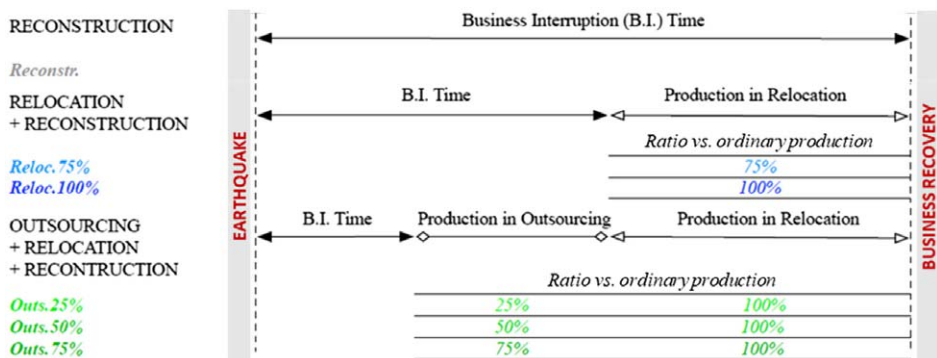 RECONSTRUCTION
Business Interruption (B.I.) Time
Reconstr.
RELOCATION
+ RECONSTRUCTION
B.I. Time
Production in Relocation
Ratio vs. ordinary production
Reloc.75%
75%
Reloc.100%
100%
OUTSOURCING
+ RELOCATION
+ RECONTRUCTION
B.I. Time
Production in Outsourcing
Production in Relocation
Ratio vs. ordinary production
Outs.25%
25%
100%
Outs.50%
50%
100%
Outs.75%
75%
100%
EARTHQUAKE
BUSINESS RECOVERY